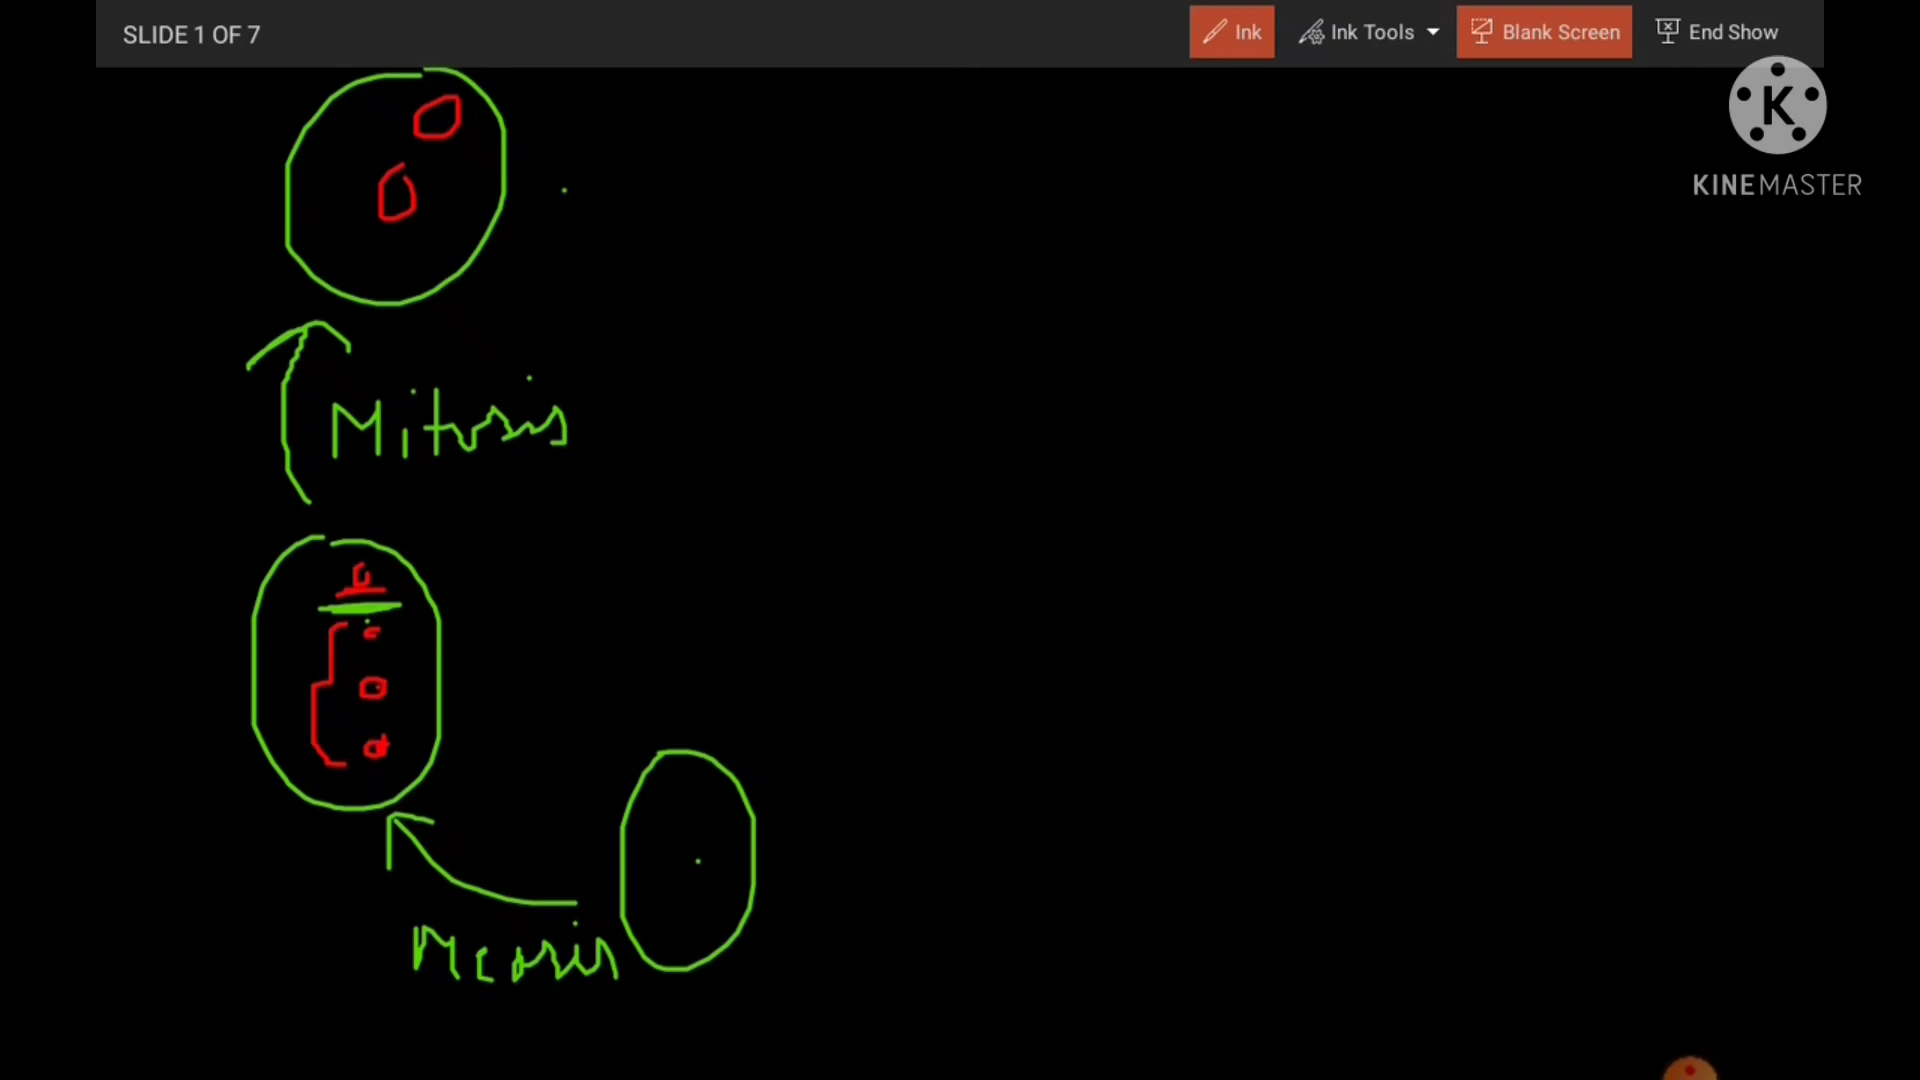 SLIDE 1 OF 7
Ink
Ink Tools
Blank Screen
End Show
K
KINEMASTER
Mitosis
Meosis